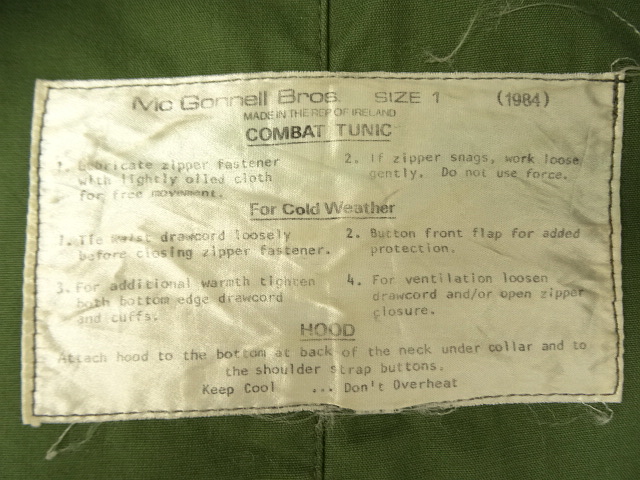 Mc Gonnell Bros. SIZE 1 (1984)
MADE IN THE REP OF IRELAND
COMBAT TUNIC
1. Lubricate zipper fastener
with lightly oiled cloth
for free movement.
2. If zipper snags, work loose
gently. Do not use force.
For Cold Weather
1. Tie waist drawcord loosely
before closing zipper fastener.
2. Button front flap for added
protection.
3. For additional warmth tighten
both bottom edge drawcord
and cuffs.
4. For ventilation loosen
drawcord and/or open zipper
closure.
HOOD
Attach hood to the bottom at back of the neck under collar and to
the shoulder strap buttons.
Keep Cool ... Don't Overheat